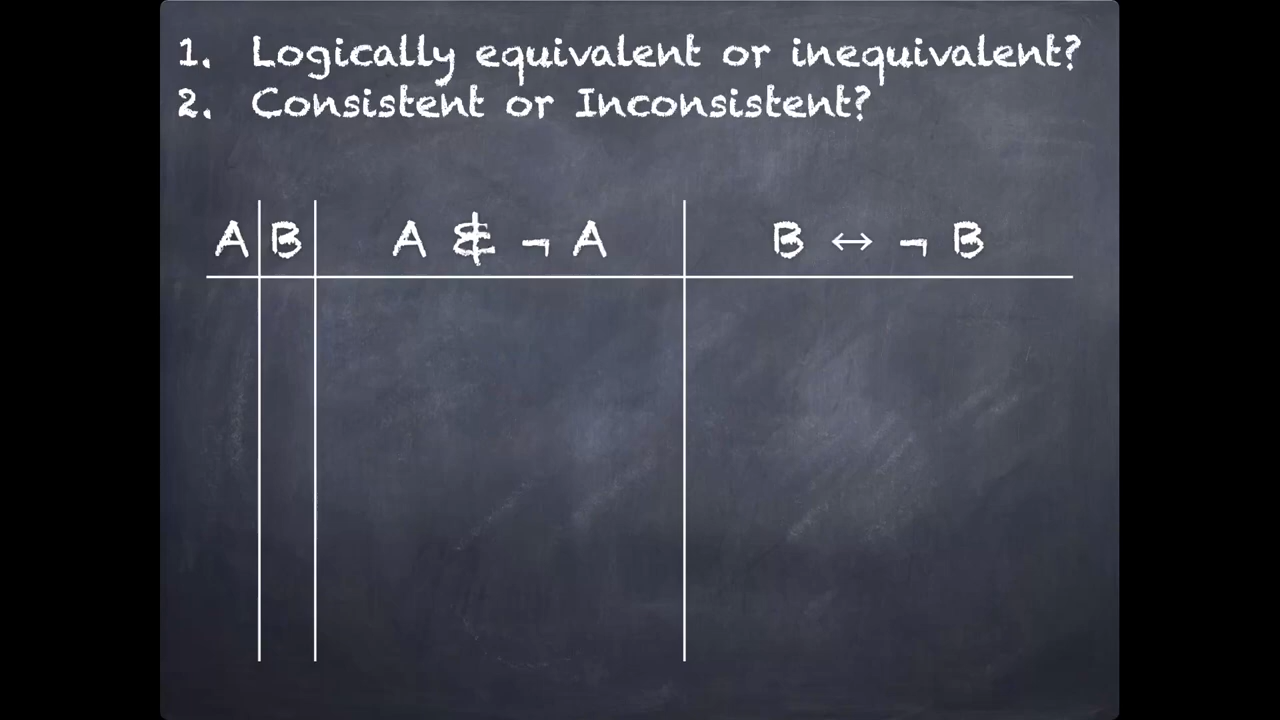 1. Logically equivalent or inequivalent?
2. Consistent or Inconsistent?
A B A & ¬ A B ↔ ¬ B